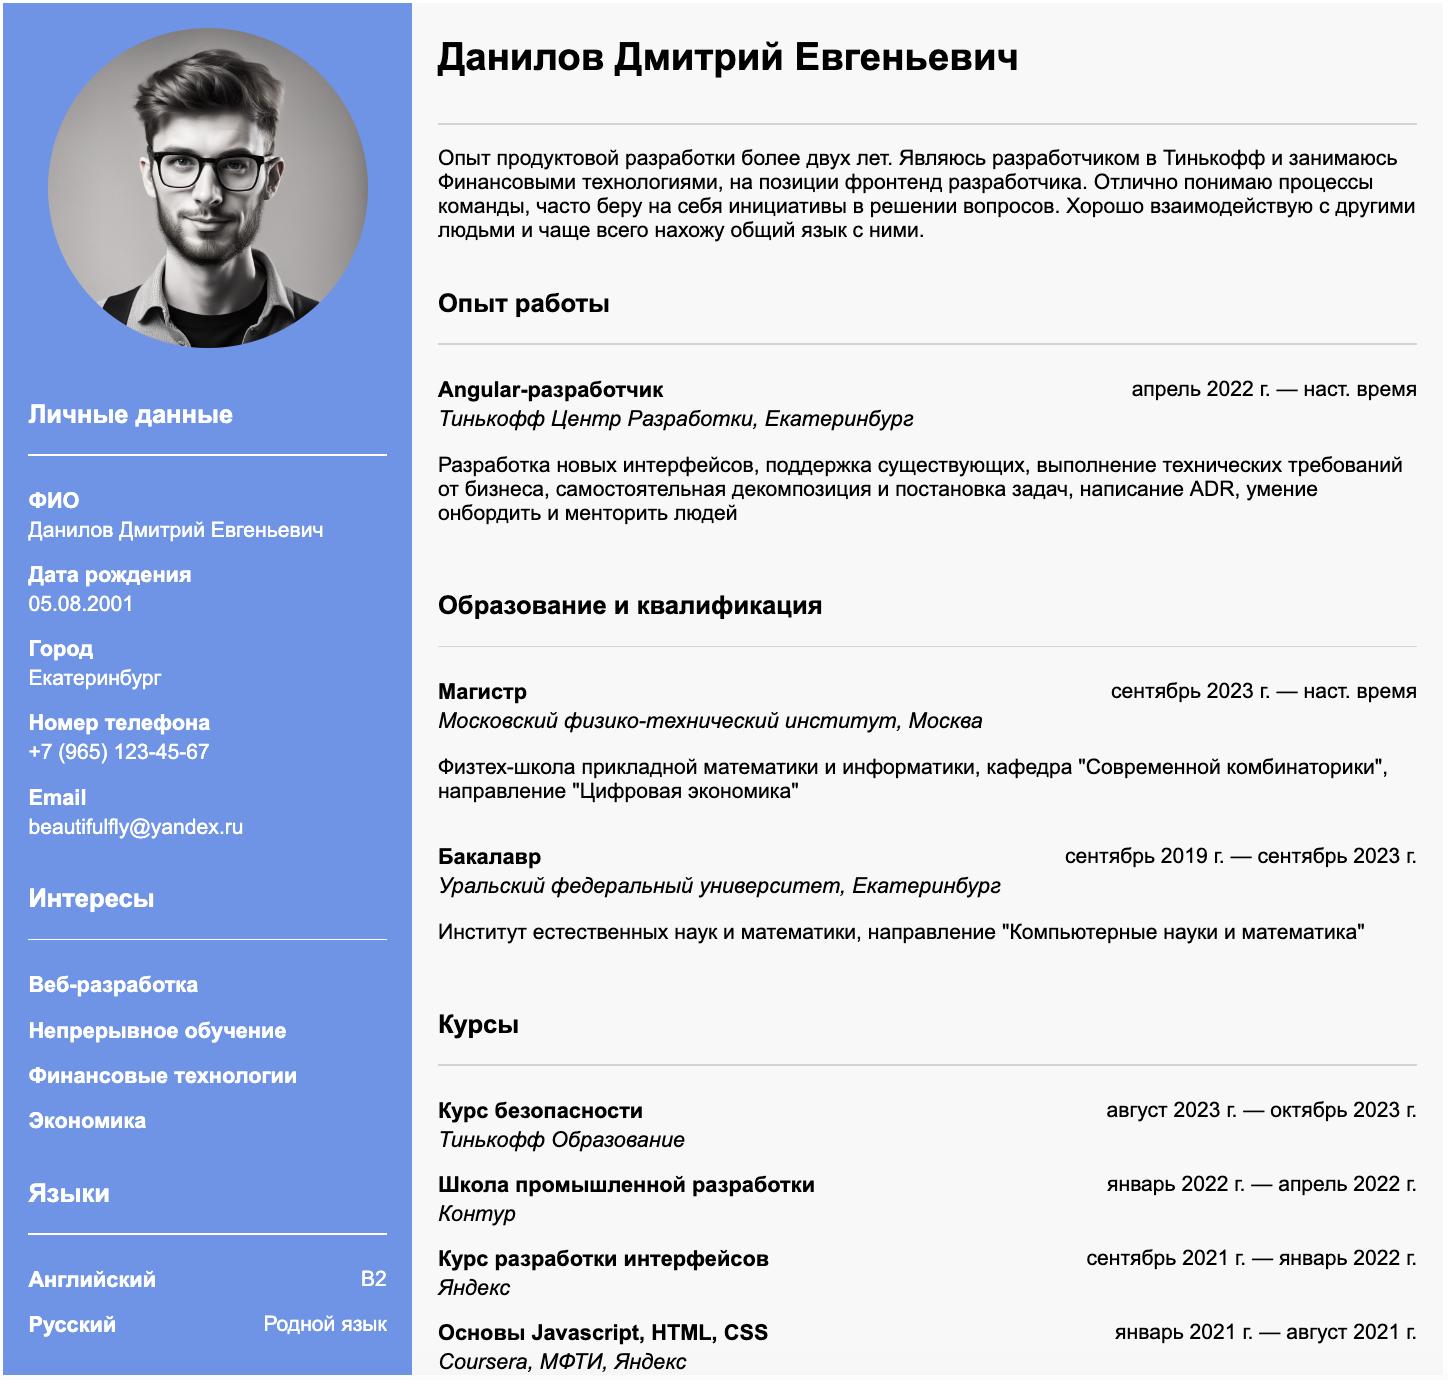 Личные данные
ФИО
Данилов Дмитрий Евгеньевич
Дата рождения
05.08.2001
Город
Екатеринбург
Номер телефона
+7 (965) 123-45-67
Email
beautifulfly@yandex.ru
Интересы
Веб-разработка
Непрерывное обучение
Финансовые технологии
Экономика
Языки
Английский B2
Русский Родной язык
Данилов Дмитрий Евгеньевич
Опыт продуктовой разработки более двух лет. Являюсь разработчиком в Тинькофф и занимаюсь
Финансовыми технологиями, на позиции фронтенд разработчика. Отлично понимаю процессы
команды, часто беру на себя инициативы в решении вопросов. Хорошо взаимодействую с другими
людьми и чаще всего нахожу общий язык с ними.
Опыт работы
Angular-разработчик апрель 2022 г. — наст. время
Тинькофф Центр Разработки, Екатеринбург
Разработка новых интерфейсов, поддержка существующих, выполнение технических требований
от бизнеса, самостоятельная декомпозиция и постановка задач, написание ADR, умение
онбордить и менторить людей
Образование и квалификация
Магистр сентябрь 2023 г. — наст. время
Московский физико-технический институт, Москва
Физтех-школа прикладной математики и информатики, кафедра "Современной комбинаторики",
направление "Цифровая экономика"
Бакалавр сентябрь 2019 г. — сентябрь 2023 г.
Уральский федеральный университет, Екатеринбург
Институт естественных наук и математики, направление "Компьютерные науки и математика"
Курсы
Курс безопасности август 2023 г. — октябрь 2023 г.
Тинькофф Образование
Школа промышленной разработки январь 2022 г. — апрель 2022 г.
Контур
Курс разработки интерфейсов сентябрь 2021 г. — январь 2022 г.
Яндекс
Основы Javascript, HTML, CSS январь 2021 г. — август 2021 г.
Coursera, МФТИ, Яндекс